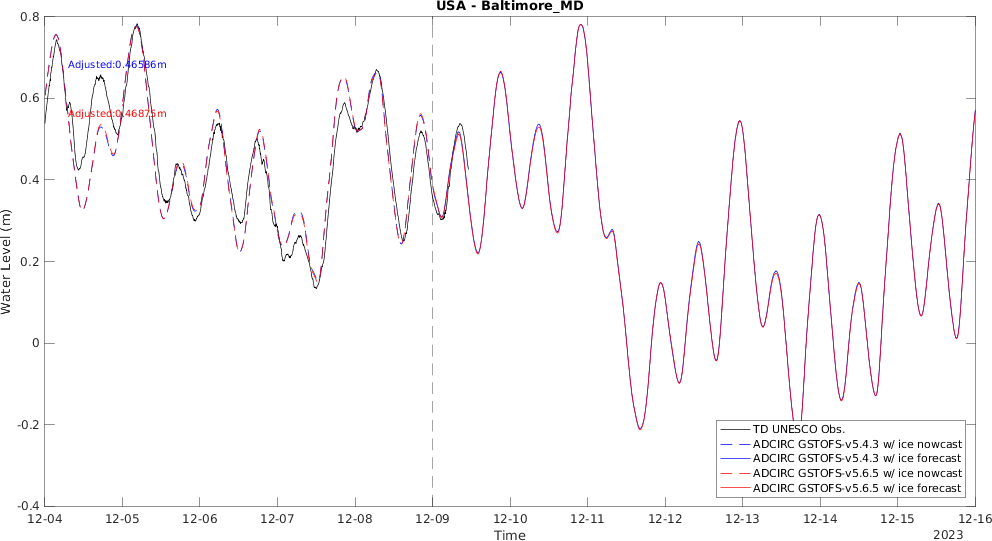 USA - Baltimore_MD
0.8
0.6
0.4
0.2
0
-0.2
-0.4
Water Level (m)
Adjusted:0.46586m
Adjusted:0.46875m
TD UNESCO Obs.
ADCIRC GSTOFS-v5.4.3 w/ ice nowcast
ADCIRC GSTOFS-v5.4.3 w/ ice forecast
ADCIRC GSTOFS-v5.6.5 w/ ice nowcast
ADCIRC GSTOFS-v5.6.5 w/ ice forecast
12-04 12-05 12-06 12-07 12-08 12-09 12-10 12-11 12-12 12-13 12-14 12-15 12-16
Time
2023